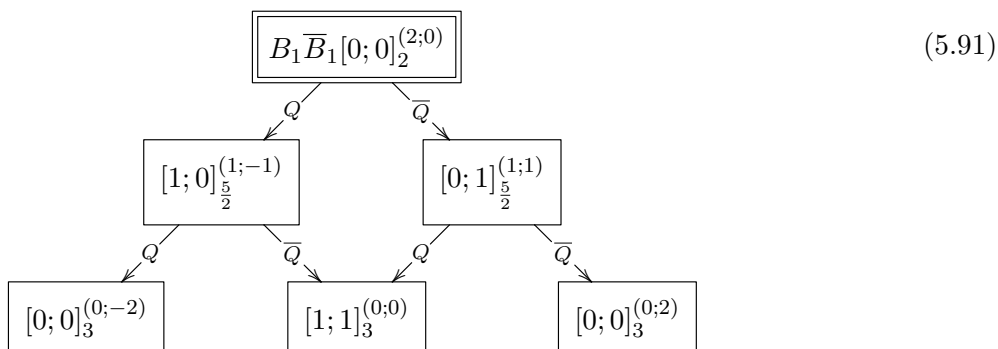 $B_1\overline{B}_1[0;0]_2^{(2;0)}$ (5.91)
$Q$ $\overline{Q}$
$[1;0]_{\frac{5}{2}}^{(1;-1)}$ $[0;1]_{\frac{5}{2}}^{(1;1)}$
$Q$ $\overline{Q}$ $Q$ $\overline{Q}$
$[0;0]_3^{(0;-2)}$ $[1;1]_3^{(0;0)}$ $[0;0]_3^{(0;2)}$